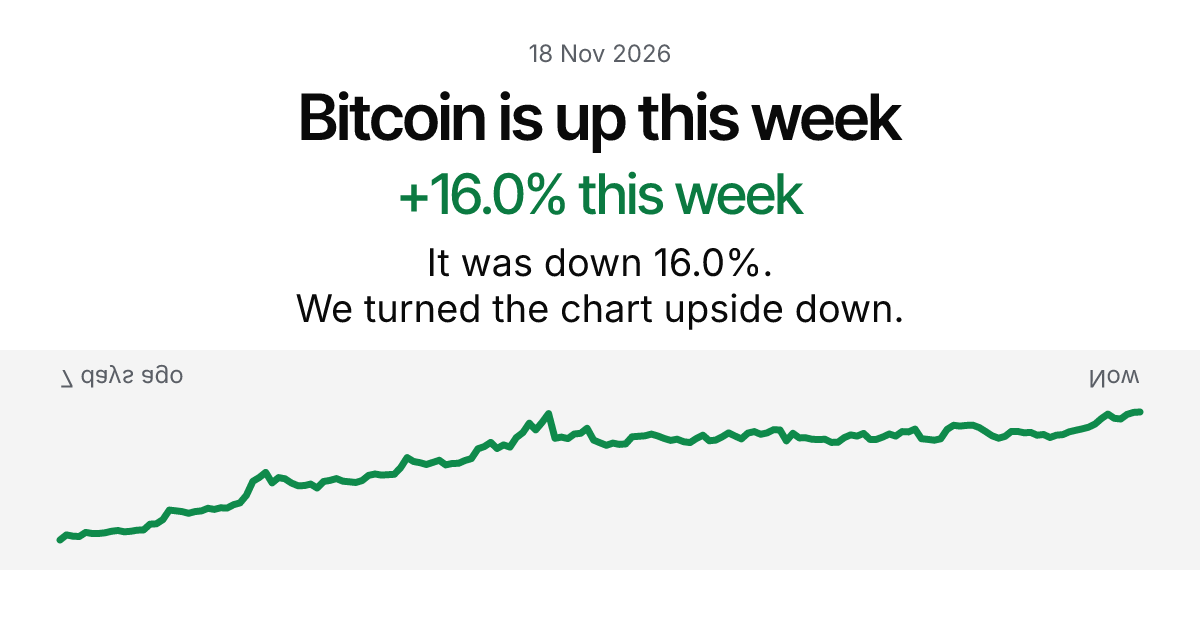 18 Nov 2026
Bitcoin is up this week
+16.0% this week
It was down 16.0%.
We turned the chart upside down.
7 days ago
Now